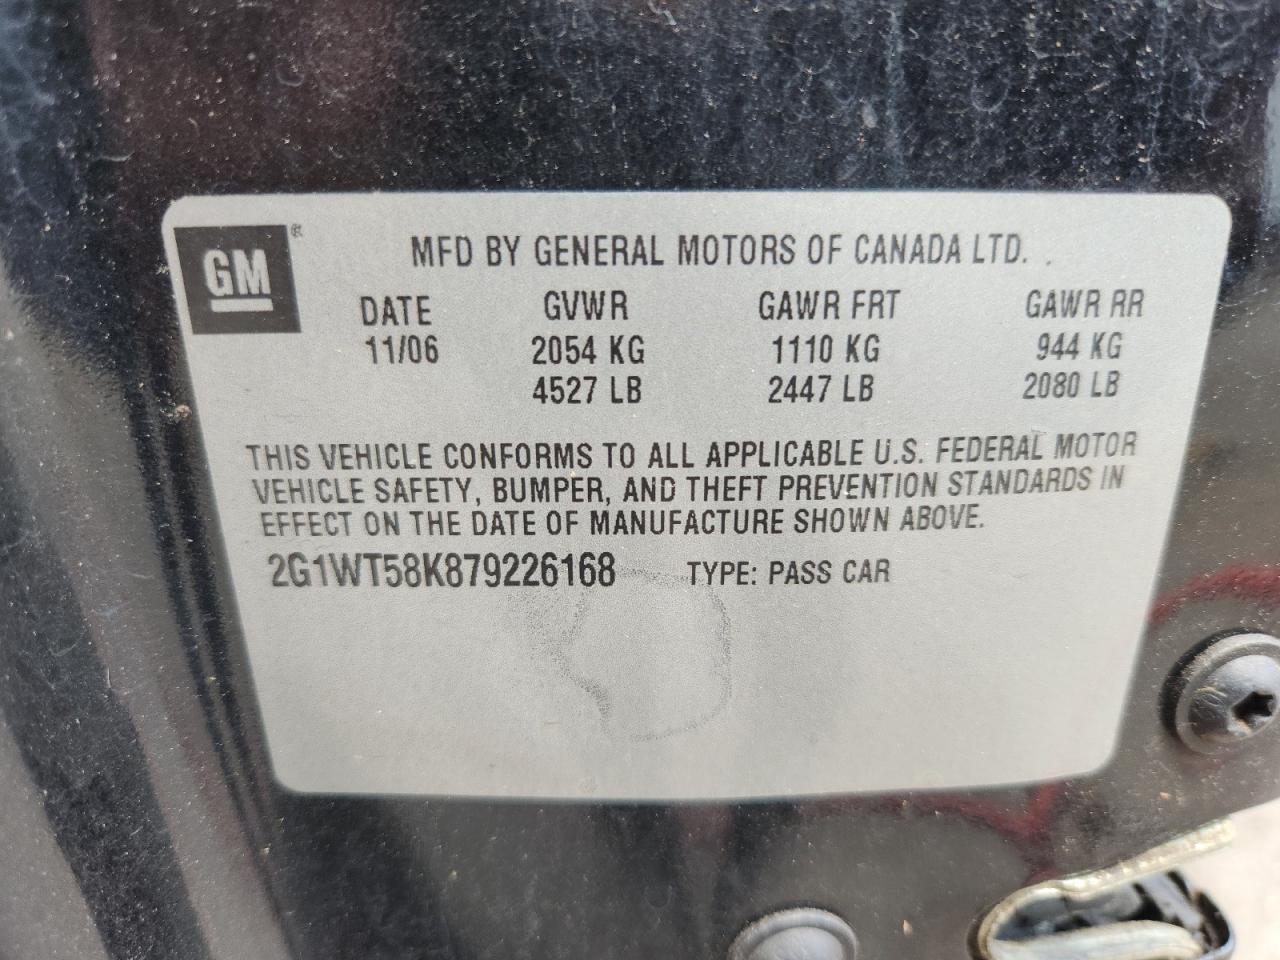 GM®
MFD BY GENERAL MOTORS OF CANADA LTD.
DATE GVWR GAWR FRT GAWR RR
11/06 2054 KG 1110 KG 944 KG
4527 LB 2447 LB 2080 LB
THIS VEHICLE CONFORMS TO ALL APPLICABLE U.S. FEDERAL MOTOR
VEHICLE SAFETY, BUMPER, AND THEFT PREVENTION STANDARDS IN
EFFECT ON THE DATE OF MANUFACTURE SHOWN ABOVE.
2G1WT58K879226168 TYPE: PASS CAR